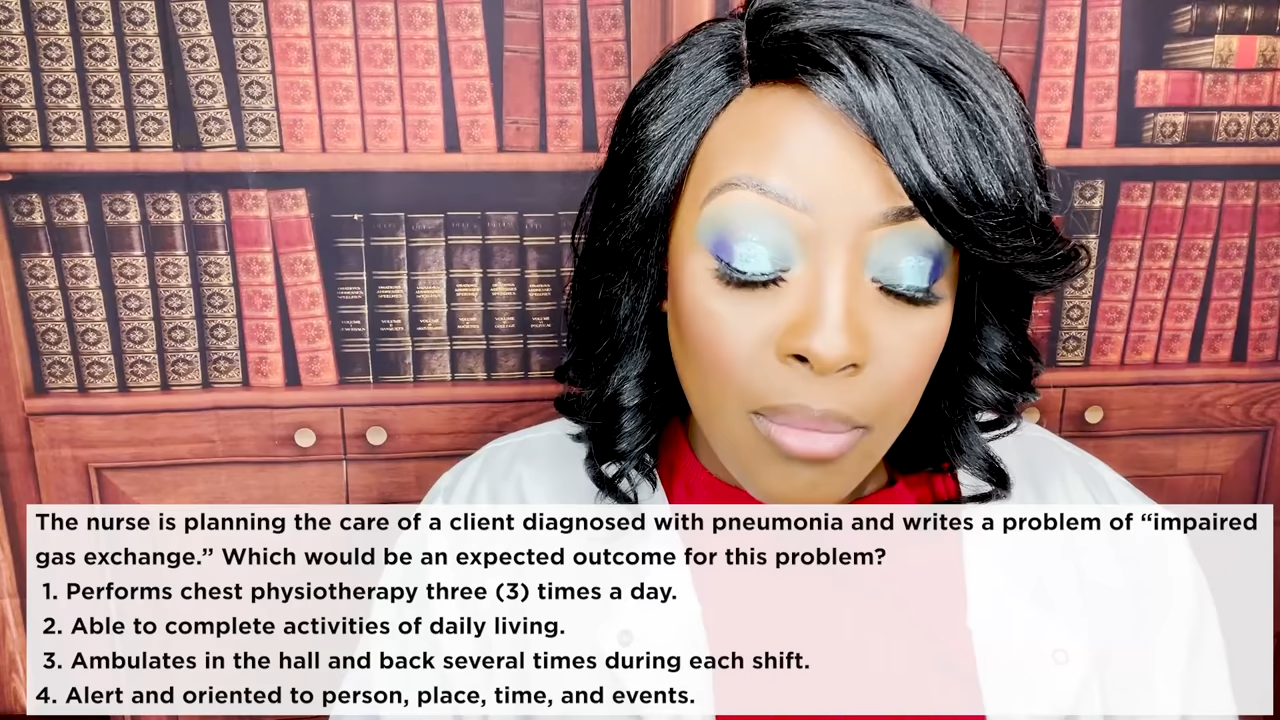 The nurse is planning the care of a client diagnosed with pneumonia and writes a problem of “impaired
gas exchange.” Which would be an expected outcome for this problem?
1. Performs chest physiotherapy three (3) times a day.
2. Able to complete activities of daily living.
3. Ambulates in the hall and back several times during each shift.
4. Alert and oriented to person, place, time, and events.